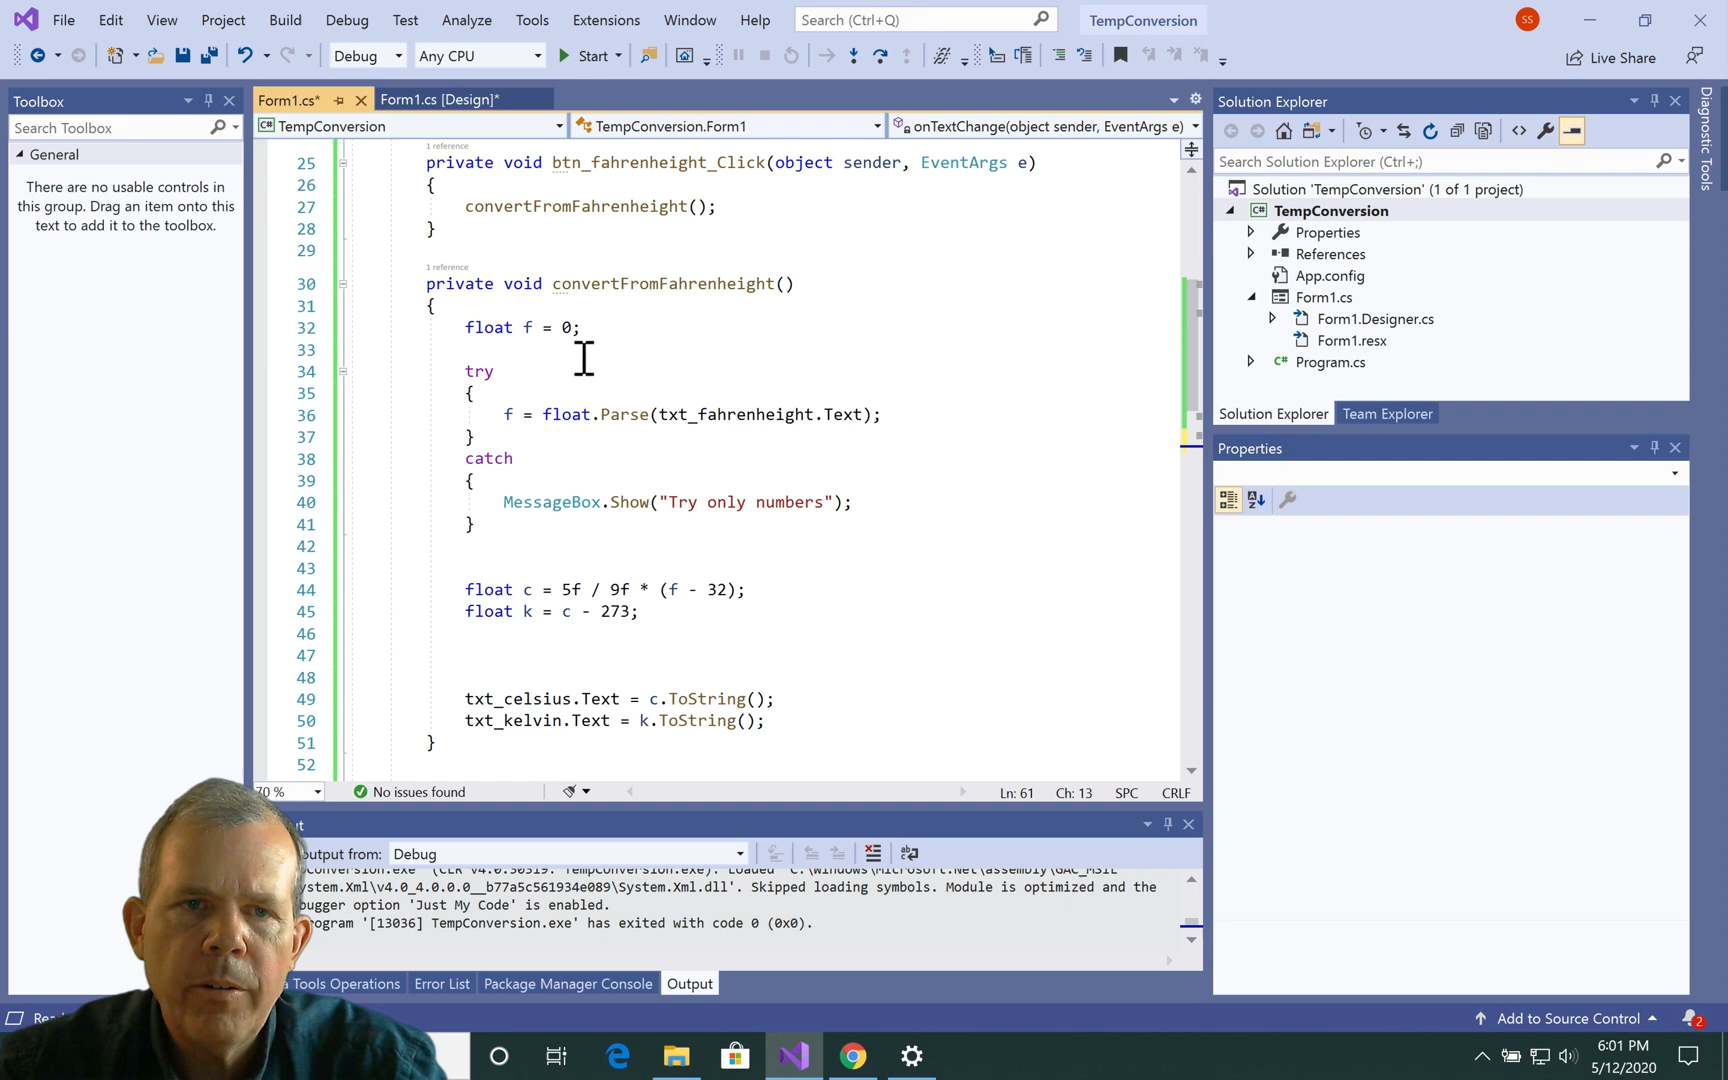 File Edit View Project Build Debug Test Analyze Tools Extensions Window Help Search (Ctrl+Q) TempConversion SS
Debug Any CPU Start Live Share
Toolbox
Search Toolbox
General
There are no usable controls in
this group. Drag an item onto this
text to add it to the toolbox.
Form1.cs* Form1.cs [Design]*
C# TempConversion TempConversion.Form1 onTextChange(object sender, EventArgs e)
1 reference
25 private void btn_fahrenheight_Click(object sender, EventArgs e)
26 {
27 convertFromFahrenheight();
28 }
29
1 reference
30 private void convertFromFahrenheight()
31 {
32 float f = 0;
33
34 try
35 {
36 f = float.Parse(txt_fahrenheight.Text);
37 }
38 catch
39 {
40 MessageBox.Show("Try only numbers");
41 }
42
43
44 float c = 5f / 9f * (f - 32);
45 float k = c - 273;
46
47
48
49 txt_celsius.Text = c.ToString();
50 txt_kelvin.Text = k.ToString();
51 }
52
70 % No issues found Ln: 61 Ch: 13 SPC CRLF
Debug
System.Xml\v4.0_4.0.0.0__b77a5c561934e089\System.Xml.dll'. Skipped loading symbols. Module is optimized and the
bugger option 'Just My Code' is enabled.
'[13036] TempConversion.exe' has exited with code 0 (0x0).
Tools Operations Error List Package Manager Console Output
Solution Explorer
Search Solution Explorer (Ctrl+;)
Solution 'TempConversion' (1 of 1 project)
C# TempConversion
Properties
References
App.config
Form1.cs
Form1.Designer.cs
Form1.resx
C# Program.cs
Solution Explorer Team Explorer
Properties
Diagnostic Tools
Add to Source Control 2
6:01 PM
5/12/2020